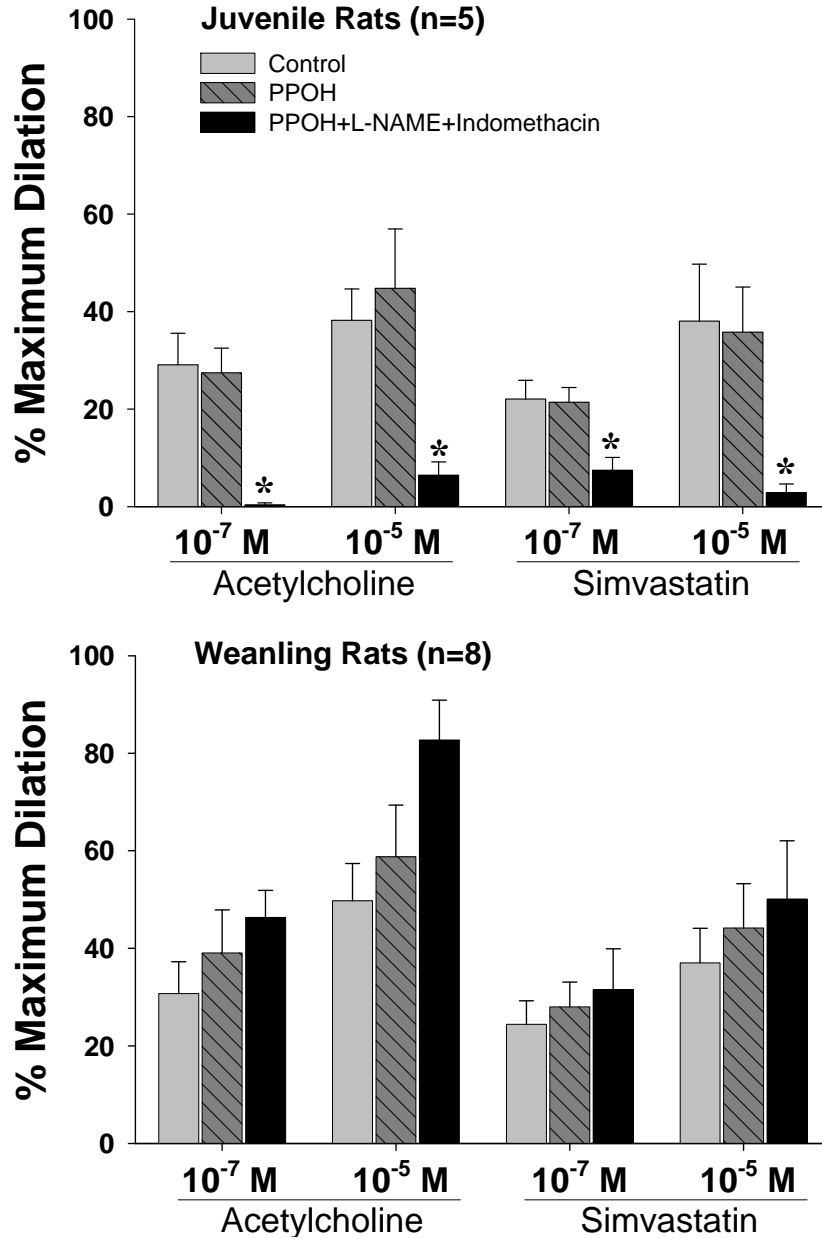 Juvenile Rats (n=5)
Control
PPOH
PPOH+L-NAME+Indomethacin
% Maximum Dilation
100
80
60
40
20
0
* * * *
10⁻⁷ M 10⁻⁵ M 10⁻⁷ M 10⁻⁵ M
Acetylcholine Simvastatin
Weanling Rats (n=8)
% Maximum Dilation
100
80
60
40
20
0
10⁻⁷ M 10⁻⁵ M 10⁻⁷ M 10⁻⁵ M
Acetylcholine Simvastatin